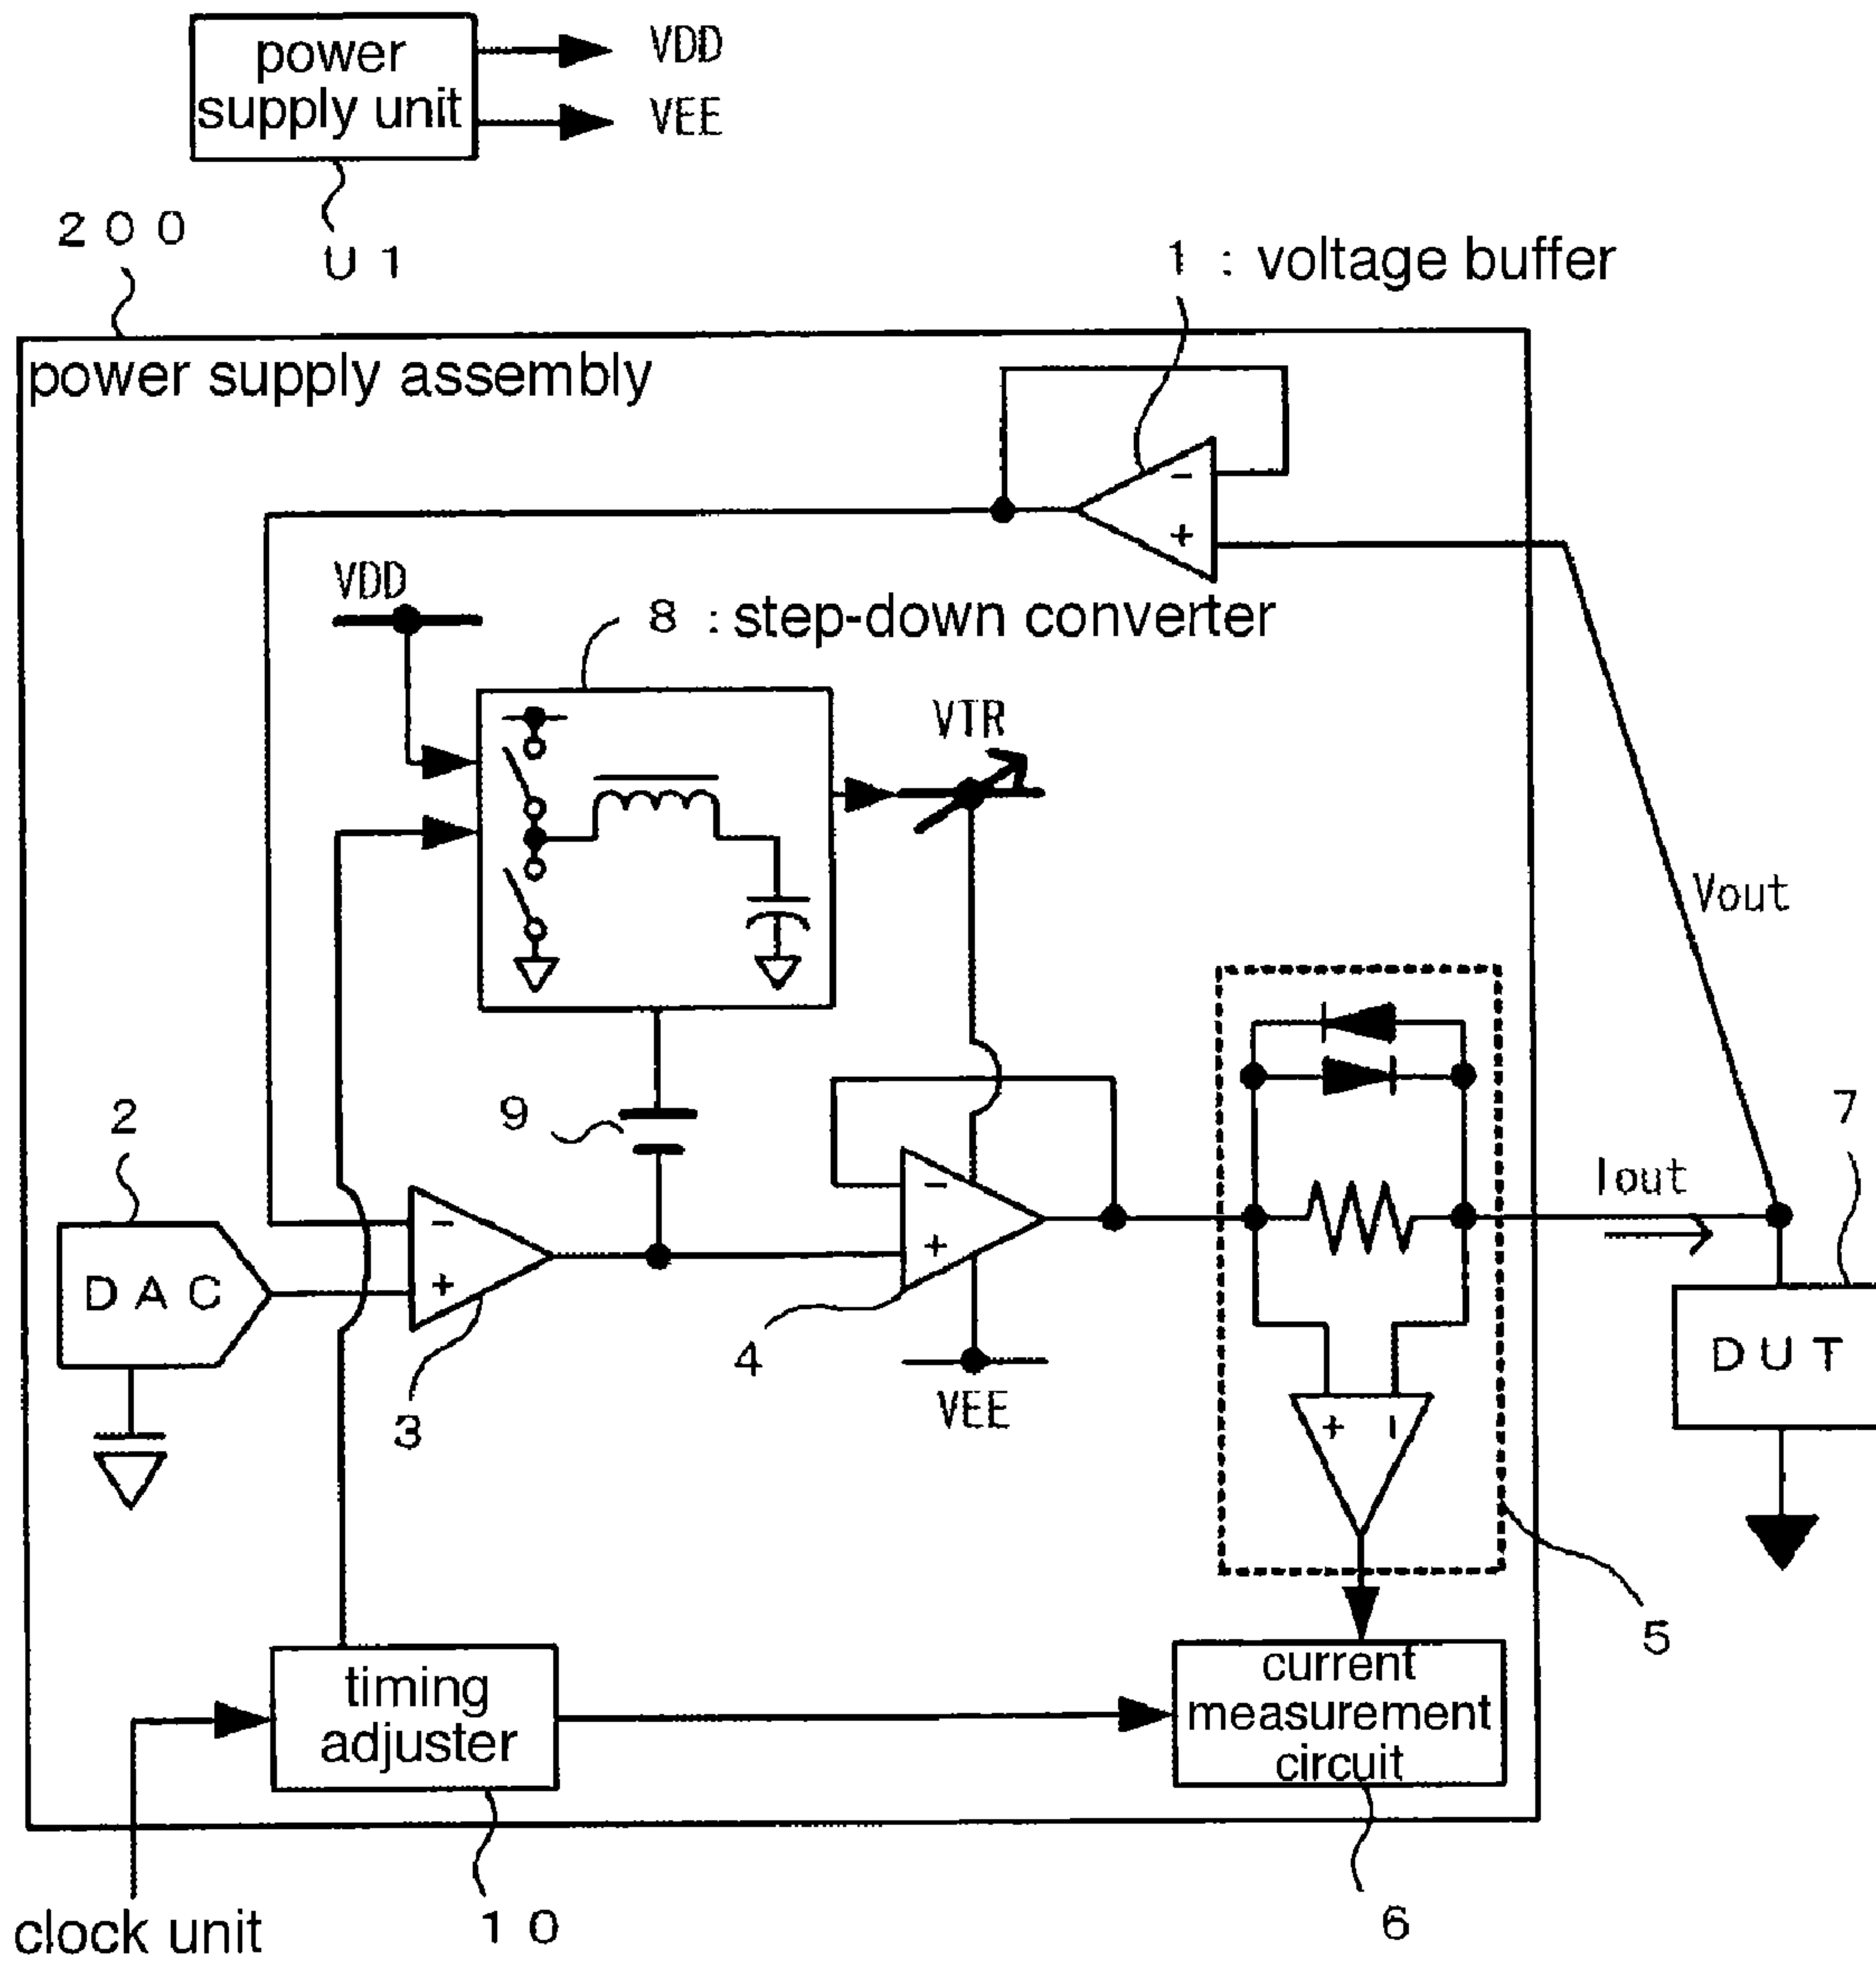 power
supply unit
VDD
VEE
200
U1
1 : voltage buffer
power supply assembly
-
+
VDD
8 : step-down converter
VTR
Vout
2
9
7
Iout
DAC
-
+
-
+
3
4
VEE
+ -
DUT
5
timing
adjuster
current
measurement
circuit
clock unit
10
6